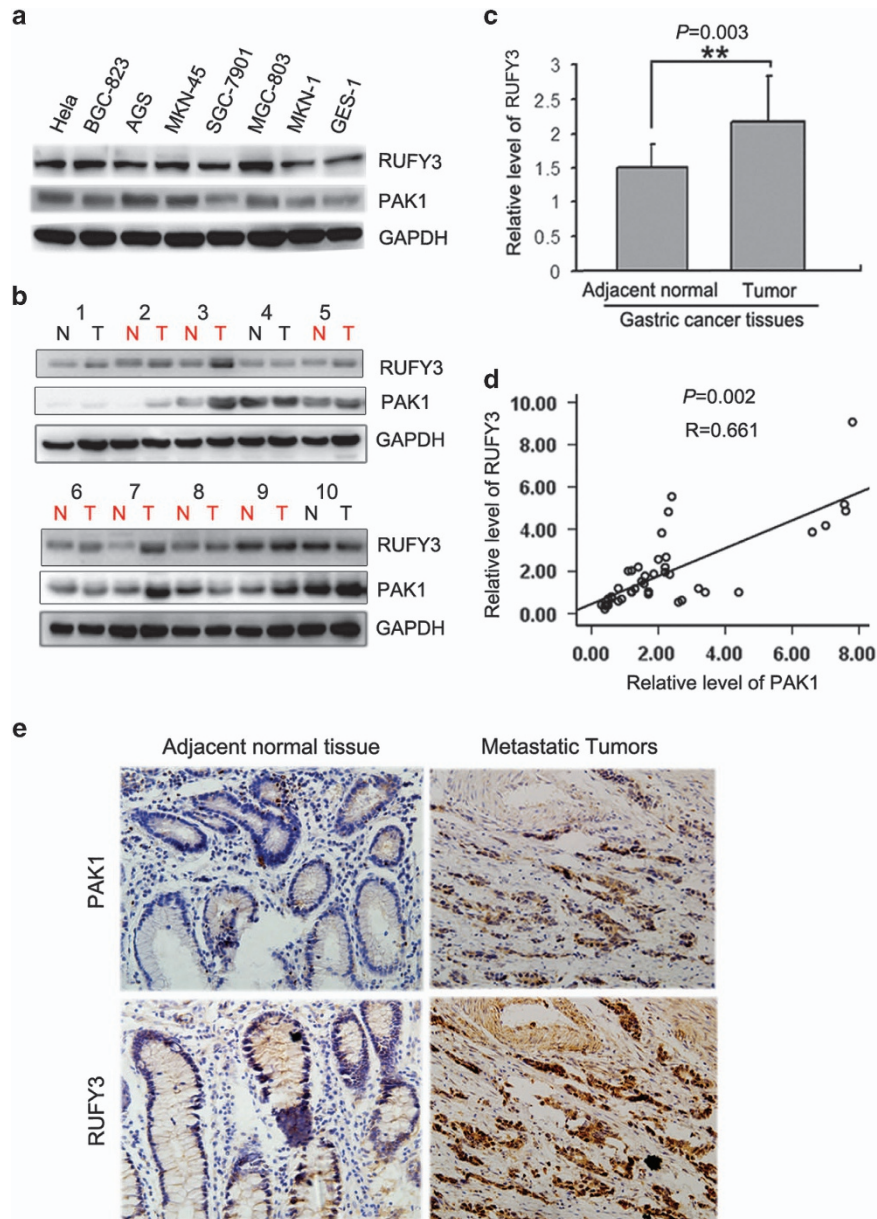 a
Hela BGC-823 AGS MKN-45 SGC-7901 MGC-803 MKN-1 GES-1
RUFY3
PAK1
GAPDH
b
1 2 3 4 5
N T N T N T N T N T
RUFY3
PAK1
GAPDH
6 7 8 9 10
N T N T N T N T N T
RUFY3
PAK1
GAPDH
c
P=0.003
**
Relative level of RUFY3
3
2.5
2
1.5
1
0.5
0
Adjacent normal Tumor
Gastric cancer tissues
d
P=0.002
R=0.661
Relative level of RUFY3
10.00
8.00
6.00
4.00
2.00
0.00
0.00 2.00 4.00 6.00 8.00
Relative level of PAK1
e
Adjacent normal tissue Metastatic Tumors
PAK1
RUFY3